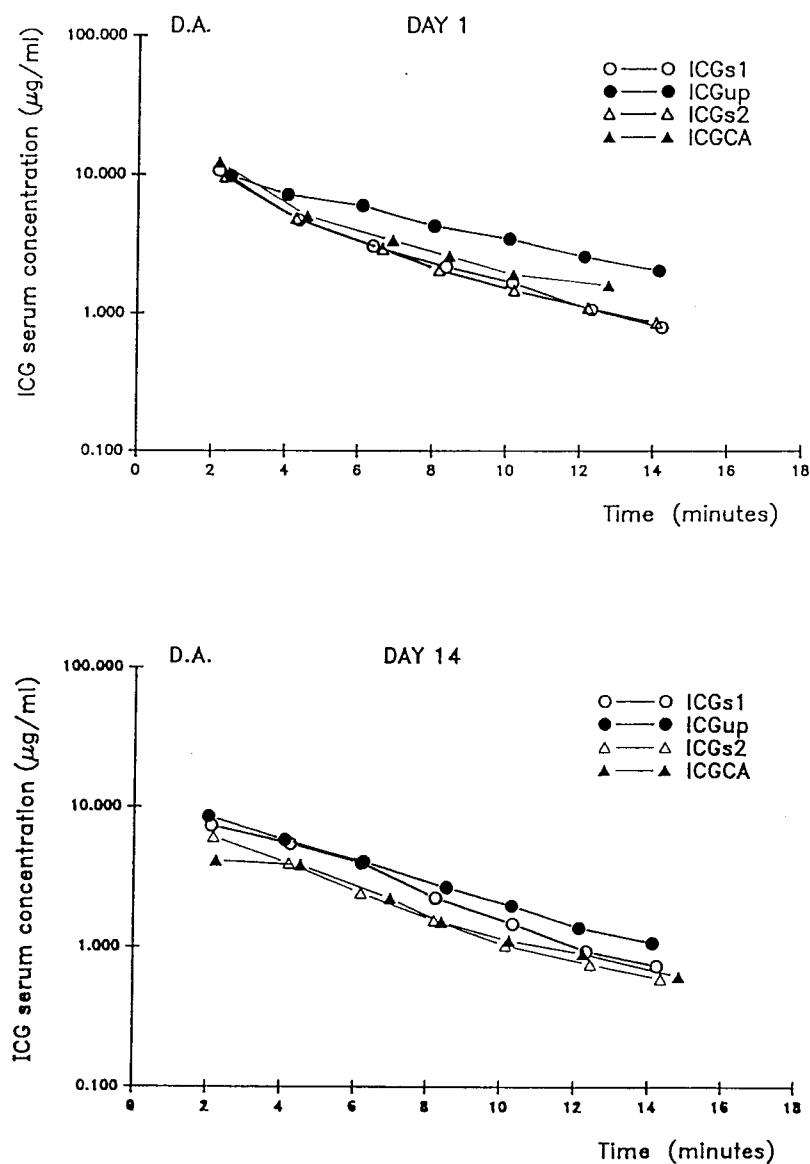 D.A. DAY 1
100.000
10.000
1.000
0.100
ICG serum concentration (μg/ml)
ICGs1
ICGup
ICGs2
ICGCA
0 2 4 6 8 10 12 14 16 18
Time (minutes)
D.A. DAY 14
100.000
10.000
1.000
0.100
ICG serum concentration (μg/ml)
ICGs1
ICGup
ICGs2
ICGCA
0 2 4 6 8 10 12 14 16 18
Time (minutes)